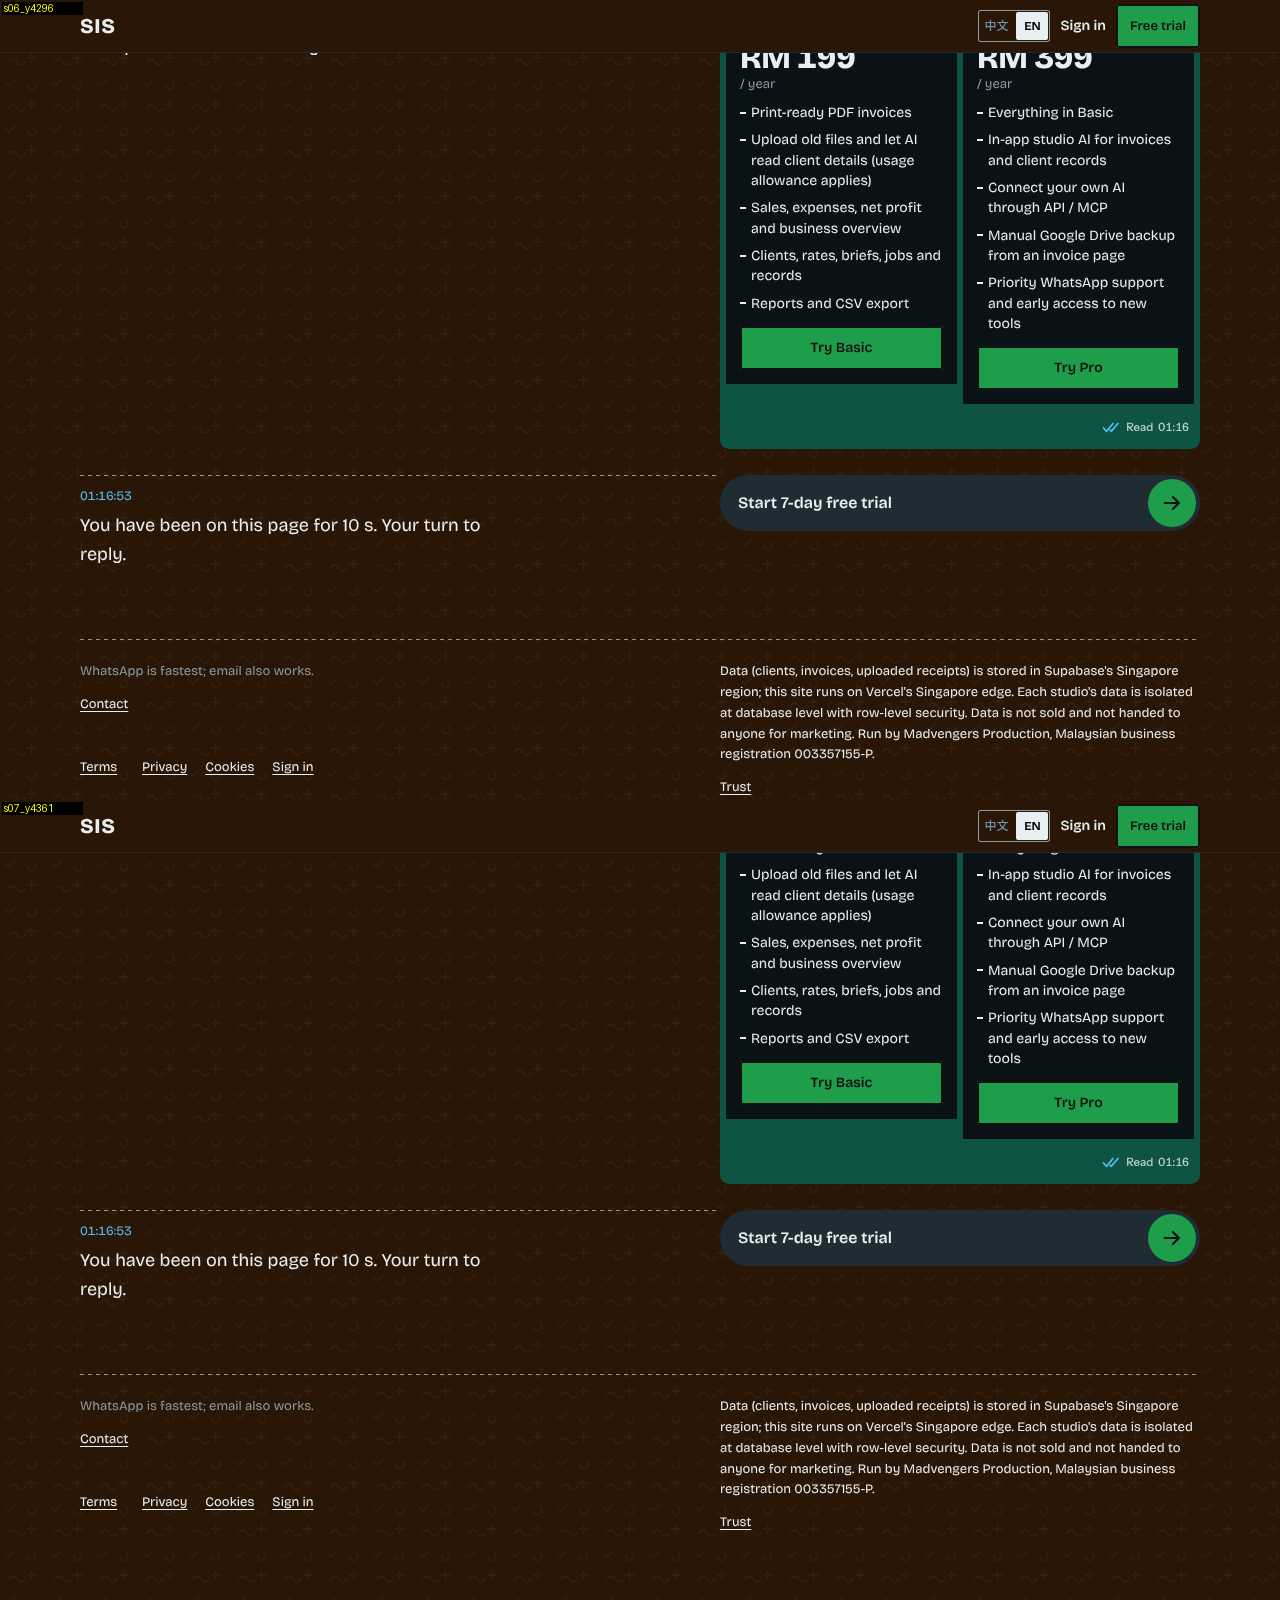 s06_y4296
SIS
中文 EN Sign in Free trial
RM 199
/ year
Print-ready PDF invoices
Upload old files and let AI
read client details (usage
allowance applies)
Sales, expenses, net profit
and business overview
Clients, rates, briefs, jobs and
records
Reports and CSV export
Try Basic
RM 399
/ year
Everything in Basic
In-app studio AI for invoices
and client records
Connect your own AI
through API / MCP
Manual Google Drive backup
from an invoice page
Priority WhatsApp support
and early access to new
tools
Try Pro
Read 01:16
01:16:53
You have been on this page for 10 s. Your turn to
reply.
Start 7-day free trial
WhatsApp is fastest; email also works.
Contact
Terms Privacy Cookies Sign in
Data (clients, invoices, uploaded receipts) is stored in Supabase's Singapore
region; this site runs on Vercel's Singapore edge. Each studio's data is isolated
at database level with row-level security. Data is not sold and not handed to
anyone for marketing. Run by Madvengers Production, Malaysian business
registration 003357155-P.
Trust
s07_y4361
SIS
中文 EN Sign in Free trial
Upload old files and let AI
read client details (usage
allowance applies)
Sales, expenses, net profit
and business overview
Clients, rates, briefs, jobs and
records
Reports and CSV export
Try Basic
In-app studio AI for invoices
and client records
Connect your own AI
through API / MCP
Manual Google Drive backup
from an invoice page
Priority WhatsApp support
and early access to new
tools
Try Pro
Read 01:16
01:16:53
You have been on this page for 10 s. Your turn to
reply.
Start 7-day free trial
WhatsApp is fastest; email also works.
Contact
Terms Privacy Cookies Sign in
Data (clients, invoices, uploaded receipts) is stored in Supabase's Singapore
region; this site runs on Vercel's Singapore edge. Each studio's data is isolated
at database level with row-level security. Data is not sold and not handed to
anyone for marketing. Run by Madvengers Production, Malaysian business
registration 003357155-P.
Trust